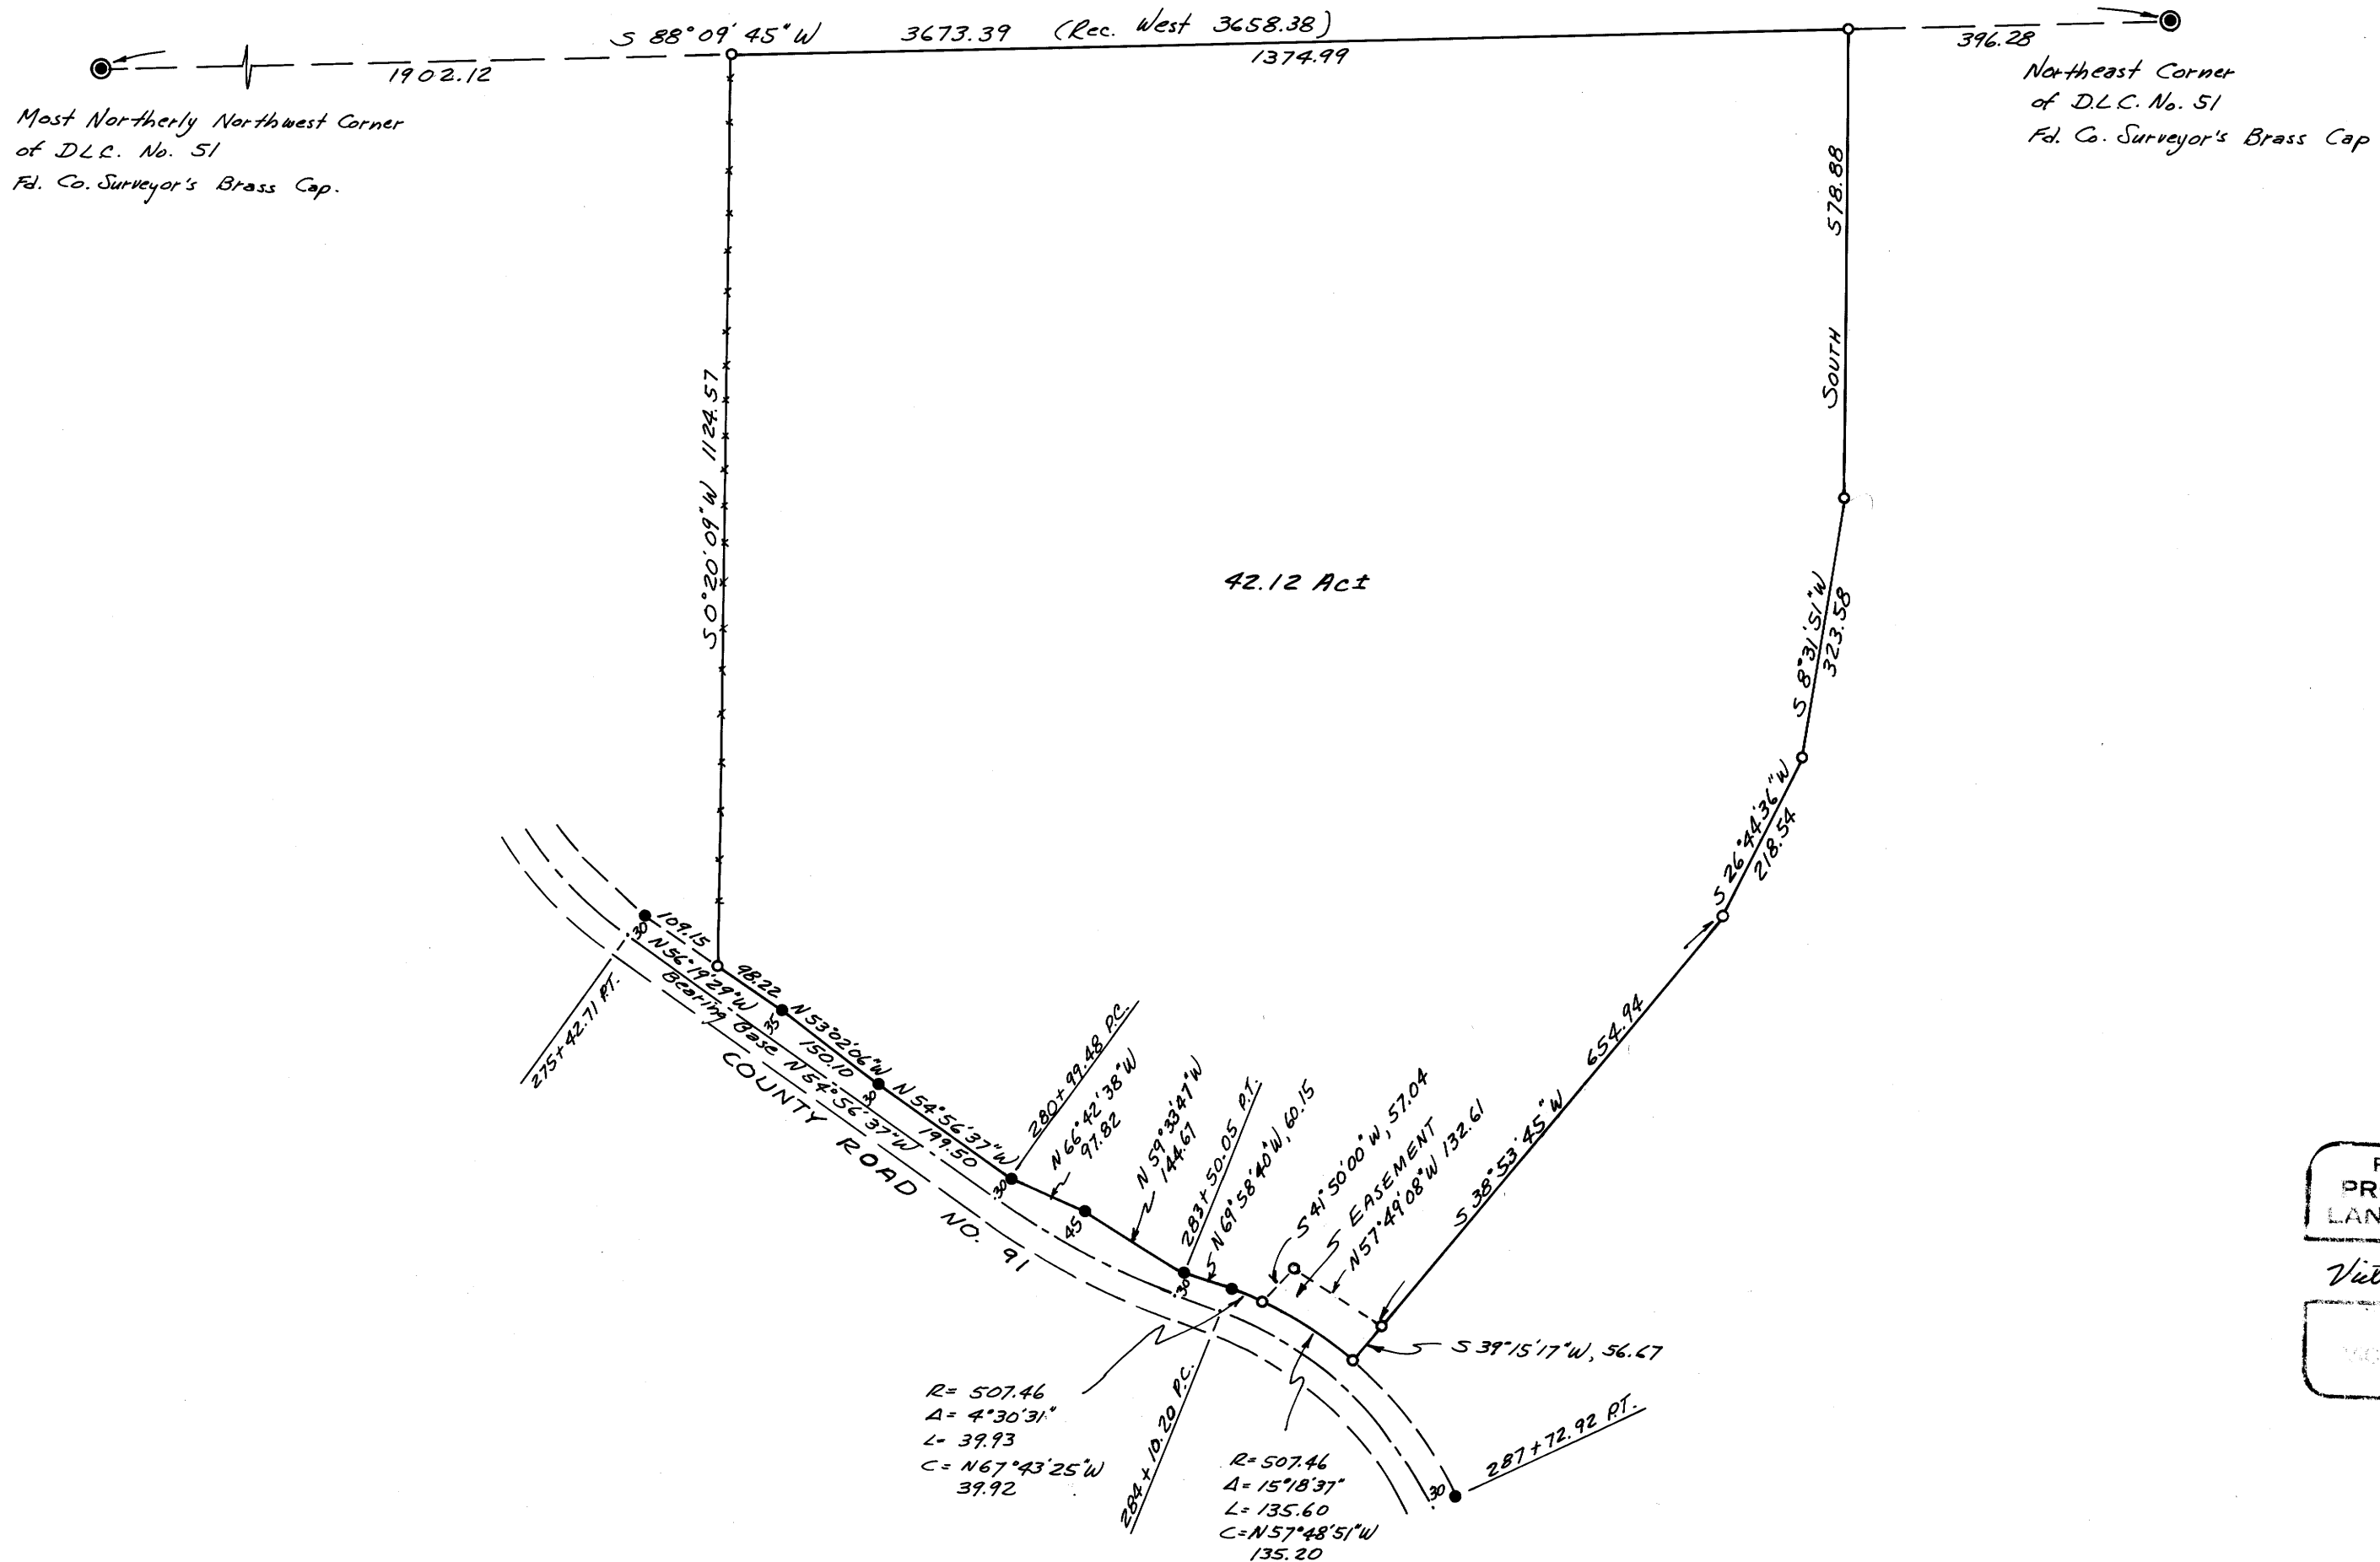 S 88°09'45"W 3673.39 (Rec. West 3658.38)
1902.12
1374.99
396.28
Most Northerly Northwest Corner
of D.L.C. No. 51
Fd. Co. Surveyor's Brass Cap.
Northeast Corner
of D.L.C. No. 51
Fd. Co. Surveyor's Brass Cap
S 0°20'09"W 1124.57
578.88
SOUTH
42.12 Ac±
S 8°31'51"W
323.58
S 26°44'36"W
218.54
654.94
S 38°53'45"W
109.15
30
N 56°19'29"W
98.22
275+42.71 P.T.
Bearing Base N 54°56'37"W
35
N 53°02'06"W
150.10
30
N 54°56'37"W
199.50
COUNTY ROAD NO. 91
280+99.48 P.C.
30
N 66°42'38"W
97.82
45
N 59°33'47"W
144.67
283+50.05 P.T.
30
N 69°58'40"W, 60.15
S 41°50'00"W, 57.04
EASEMENT
N 57°49'08"W 132.61
S 39°15'17"W, 56.67
R= 507.46
Δ= 4°30'31"
L- 39.93
C= N67°43'25"W
39.92
284+10.20 P.C.
R= 507.46
Δ= 15°18'37"
L= 135.60
C=N57°48'51"W
135.20
287+72.92 P.T.
30
PR
LAN